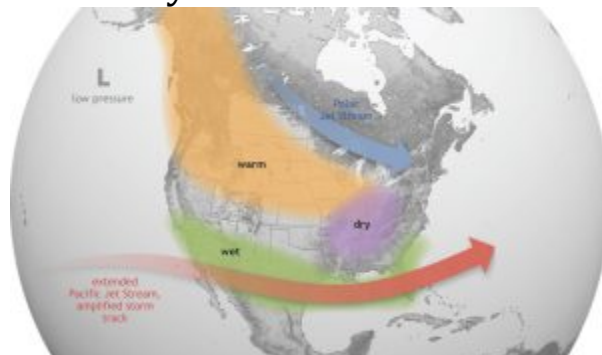 L
low pressure
Polar
Jet Stream
warm
dry
wet
extended
Pacific Jet Stream,
amplified storm
track